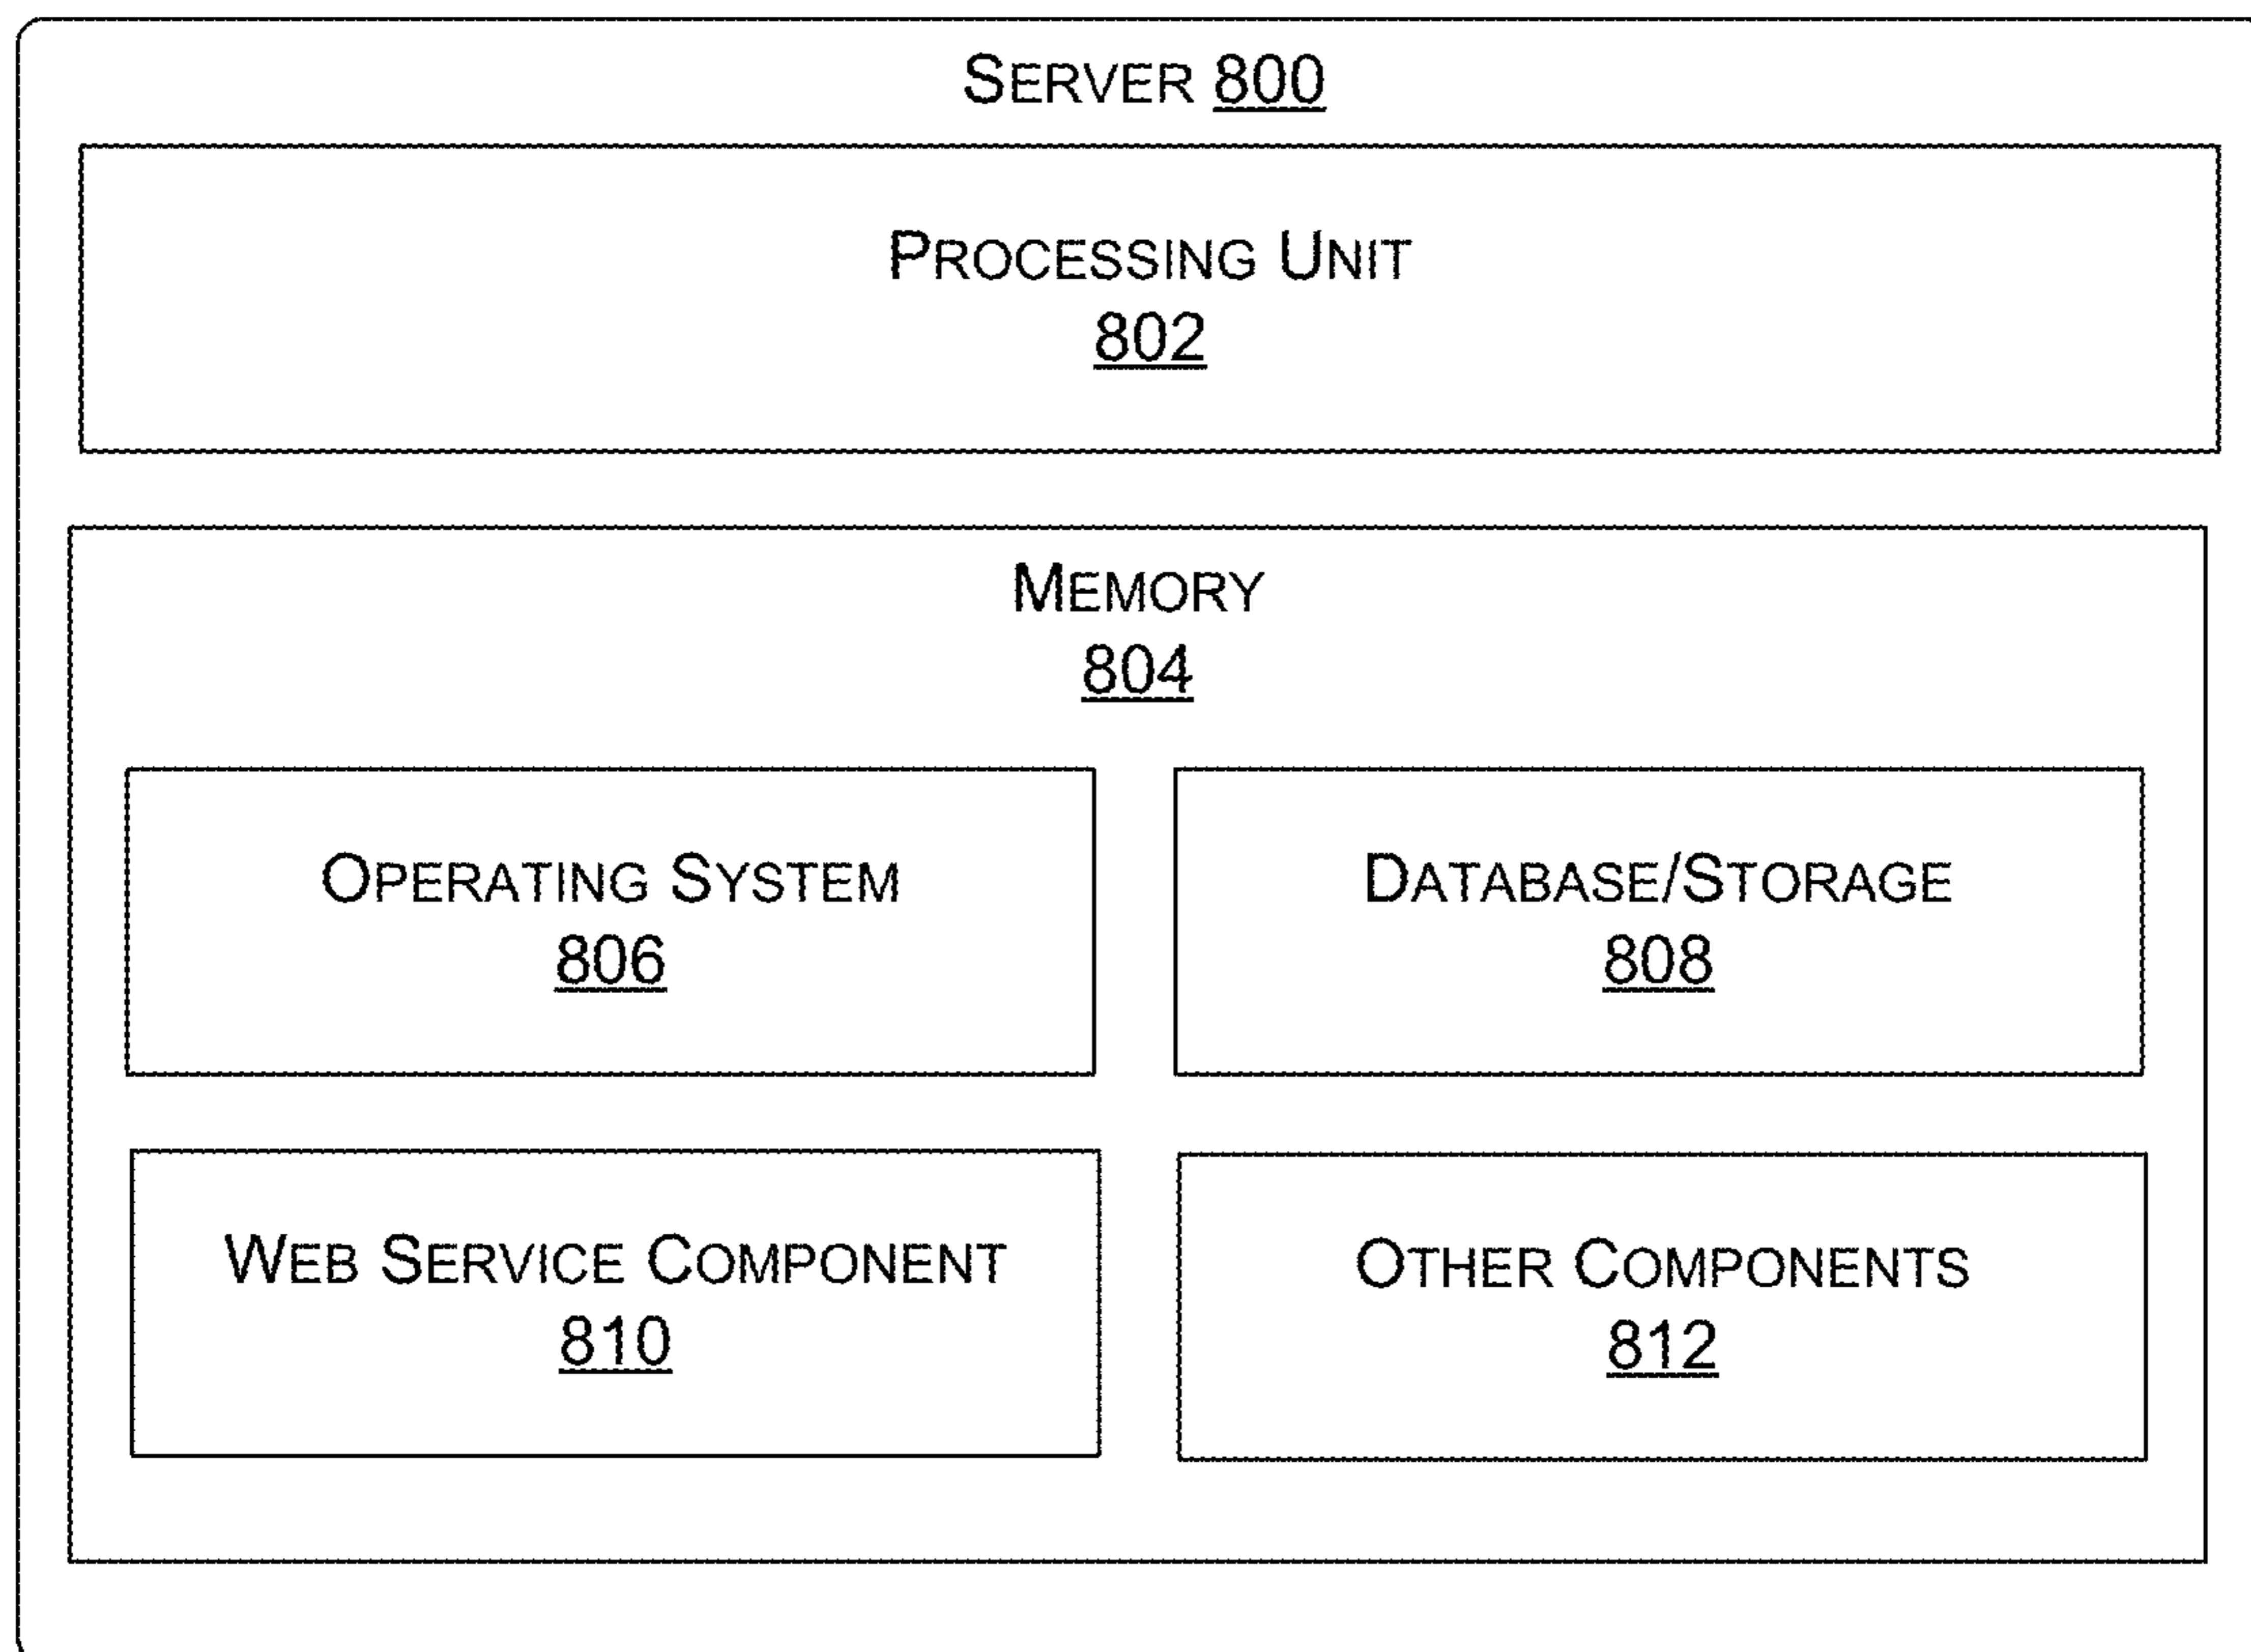 SERVER 800
PROCESSING UNIT
802
MEMORY
804
OPERATING SYSTEM
806
DATABASE/STORAGE
808
WEB SERVICE COMPONENT
810
OTHER COMPONENTS
812